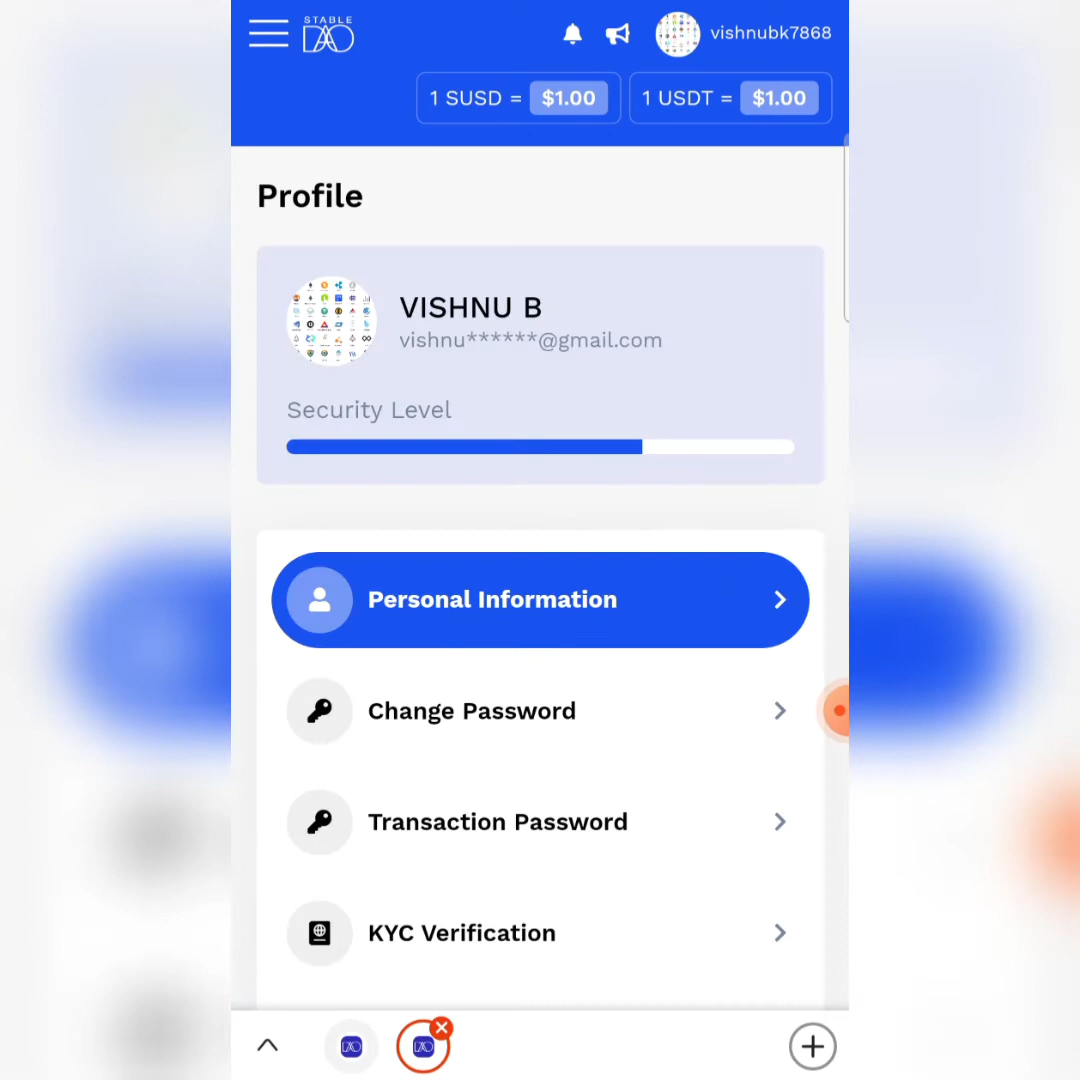 STABLE
DAO
vishnubk7868
1 SUSD = $1.00
1 USDT = $1.00
Profile
VISHNU B
vishnu******@gmail.com
Security Level
Personal Information
Change Password
Transaction Password
KYC Verification